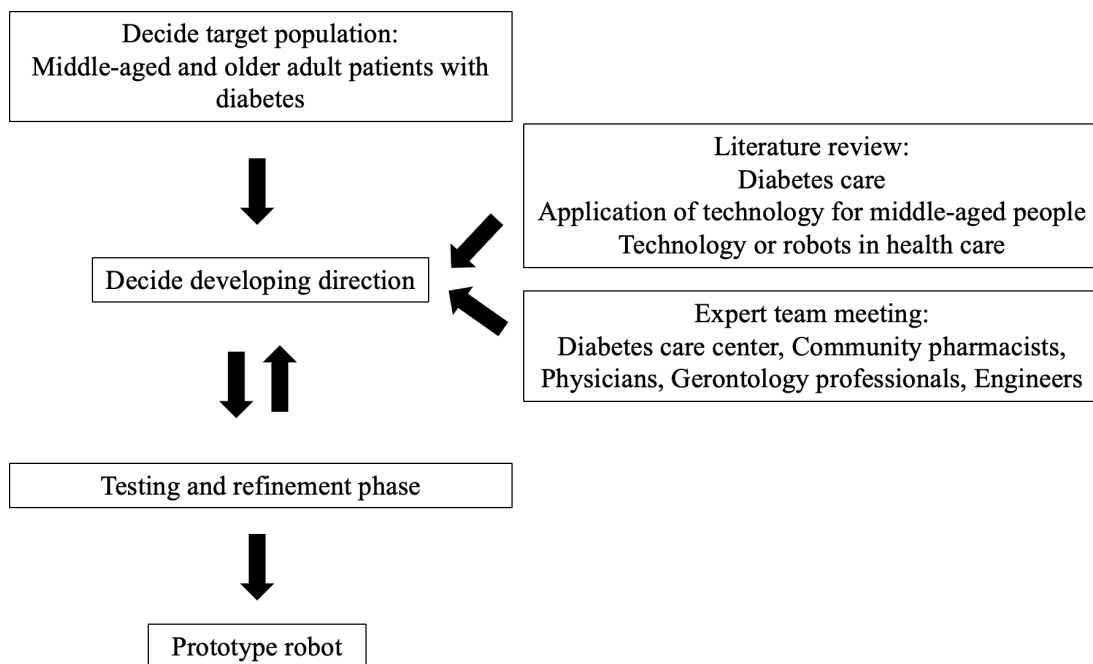 Decide target population:
Middle-aged and older adult patients with
diabetes
Literature review:
Diabetes care
Application of technology for middle-aged people
Technology or robots in health care
Decide developing direction
Expert team meeting:
Diabetes care center, Community pharmacists,
Physicians, Gerontology professionals, Engineers
Testing and refinement phase
Prototype robot